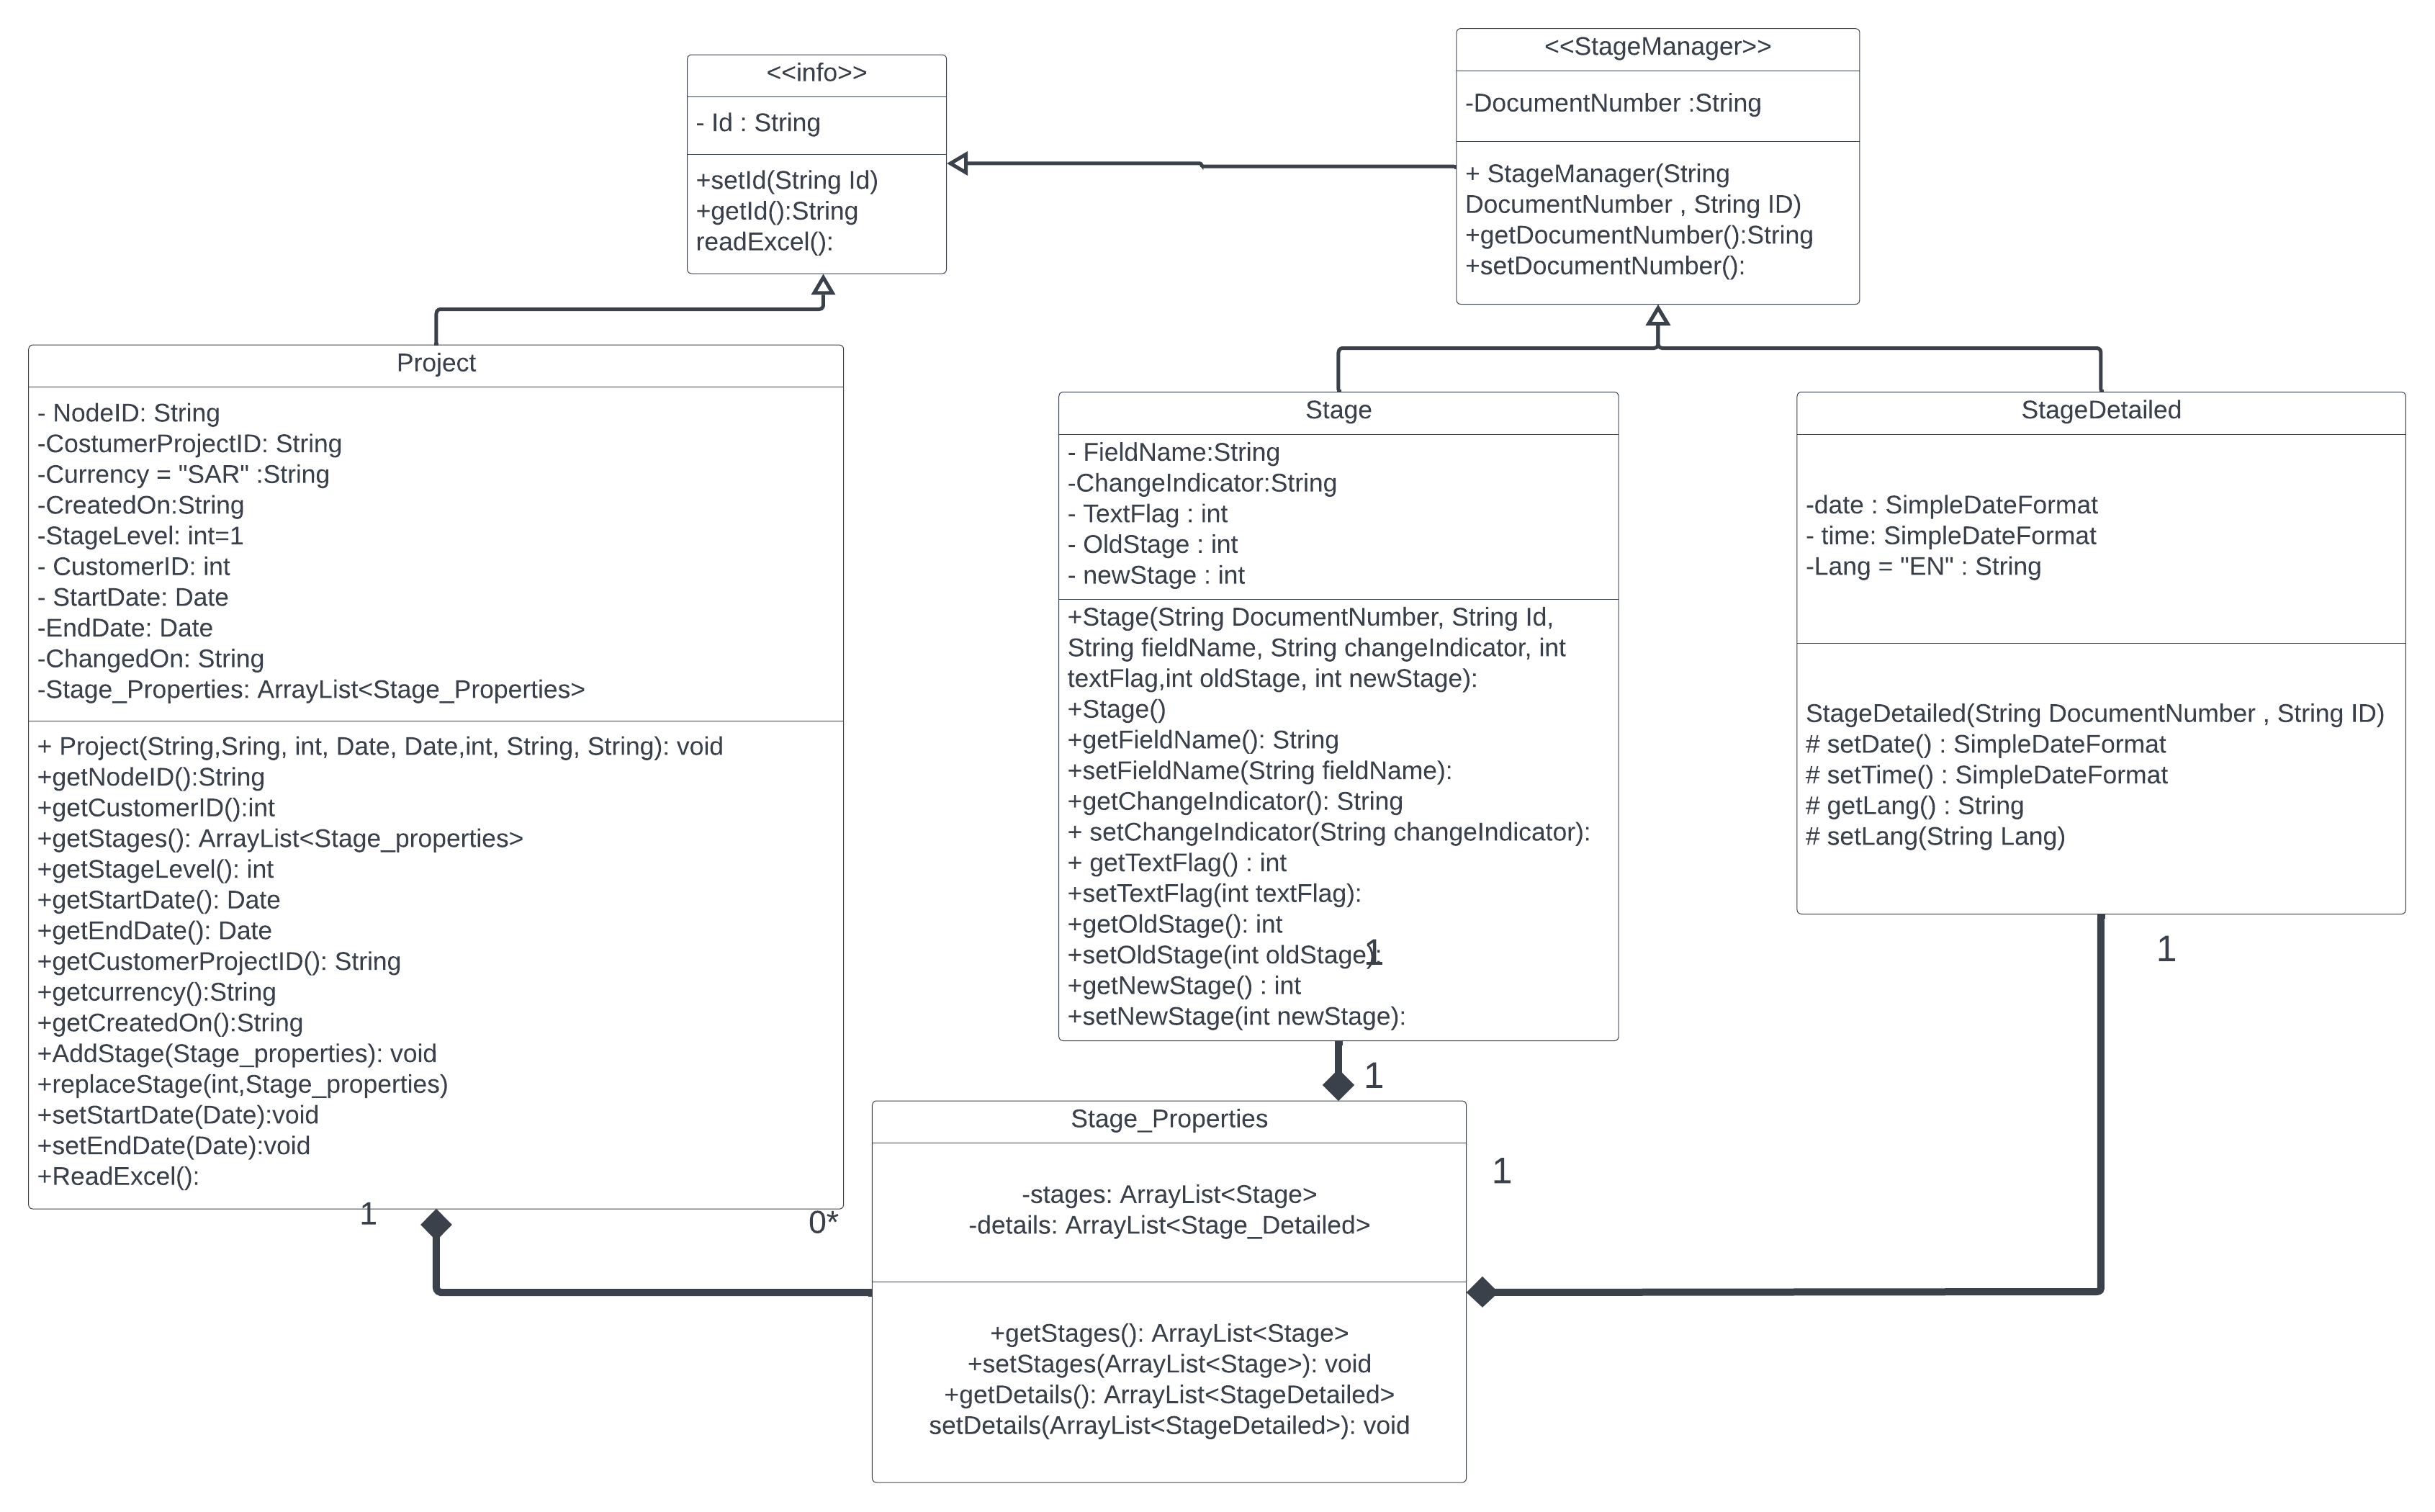 <<info>>
- Id : String
+setId(String Id)
+getId():String
readExcel():
<<StageManager>>
-DocumentNumber :String
+ StageManager(String
DocumentNumber , String ID)
+getDocumentNumber():String
+setDocumentNumber():
Project
- NodeID: String
-CostumerProjectID: String
-Currency = "SAR" :String
-CreatedOn:String
-StageLevel: int=1
- CustomerID: int
- StartDate: Date
-EndDate: Date
-ChangedOn: String
-Stage_Properties: ArrayList<Stage_Properties>
+ Project(String,Sring, int, Date, Date,int, String, String): void
+getNodeID():String
+getCustomerID():int
+getStages(): ArrayList<Stage_properties>
+getStageLevel(): int
+getStartDate(): Date
+getEndDate(): Date
+getCustomerProjectID(): String
+getcurrency():String
+getCreatedOn():String
+AddStage(Stage_properties): void
+replaceStage(int,Stage_properties)
+setStartDate(Date):void
+setEndDate(Date):void
+ReadExcel():
1
0*
Stage
- FieldName:String
-ChangeIndicator:String
- TextFlag : int
- OldStage : int
- newStage : int
+Stage(String DocumentNumber, String Id,
String fieldName, String changeIndicator, int
textFlag,int oldStage, int newStage):
+Stage()
+getFieldName(): String
+setFieldName(String fieldName):
+getChangeIndicator(): String
+ setChangeIndicator(String changeIndicator):
+ getTextFlag() : int
+setTextFlag(int textFlag):
+getOldStage(): int
+setOldStage(int oldStage):
1
+getNewStage() : int
+setNewStage(int newStage):
1
StageDetailed
-date : SimpleDateFormat
- time: SimpleDateFormat
-Lang = "EN" : String
StageDetailed(String DocumentNumber , String ID)
# setDate() : SimpleDateFormat
# setTime() : SimpleDateFormat
# getLang() : String
# setLang(String Lang)
1
Stage_Properties
1
-stages: ArrayList<Stage>
-details: ArrayList<Stage_Detailed>
+getStages(): ArrayList<Stage>
+setStages(ArrayList<Stage>): void
+getDetails(): ArrayList<StageDetailed>
setDetails(ArrayList<StageDetailed>): void